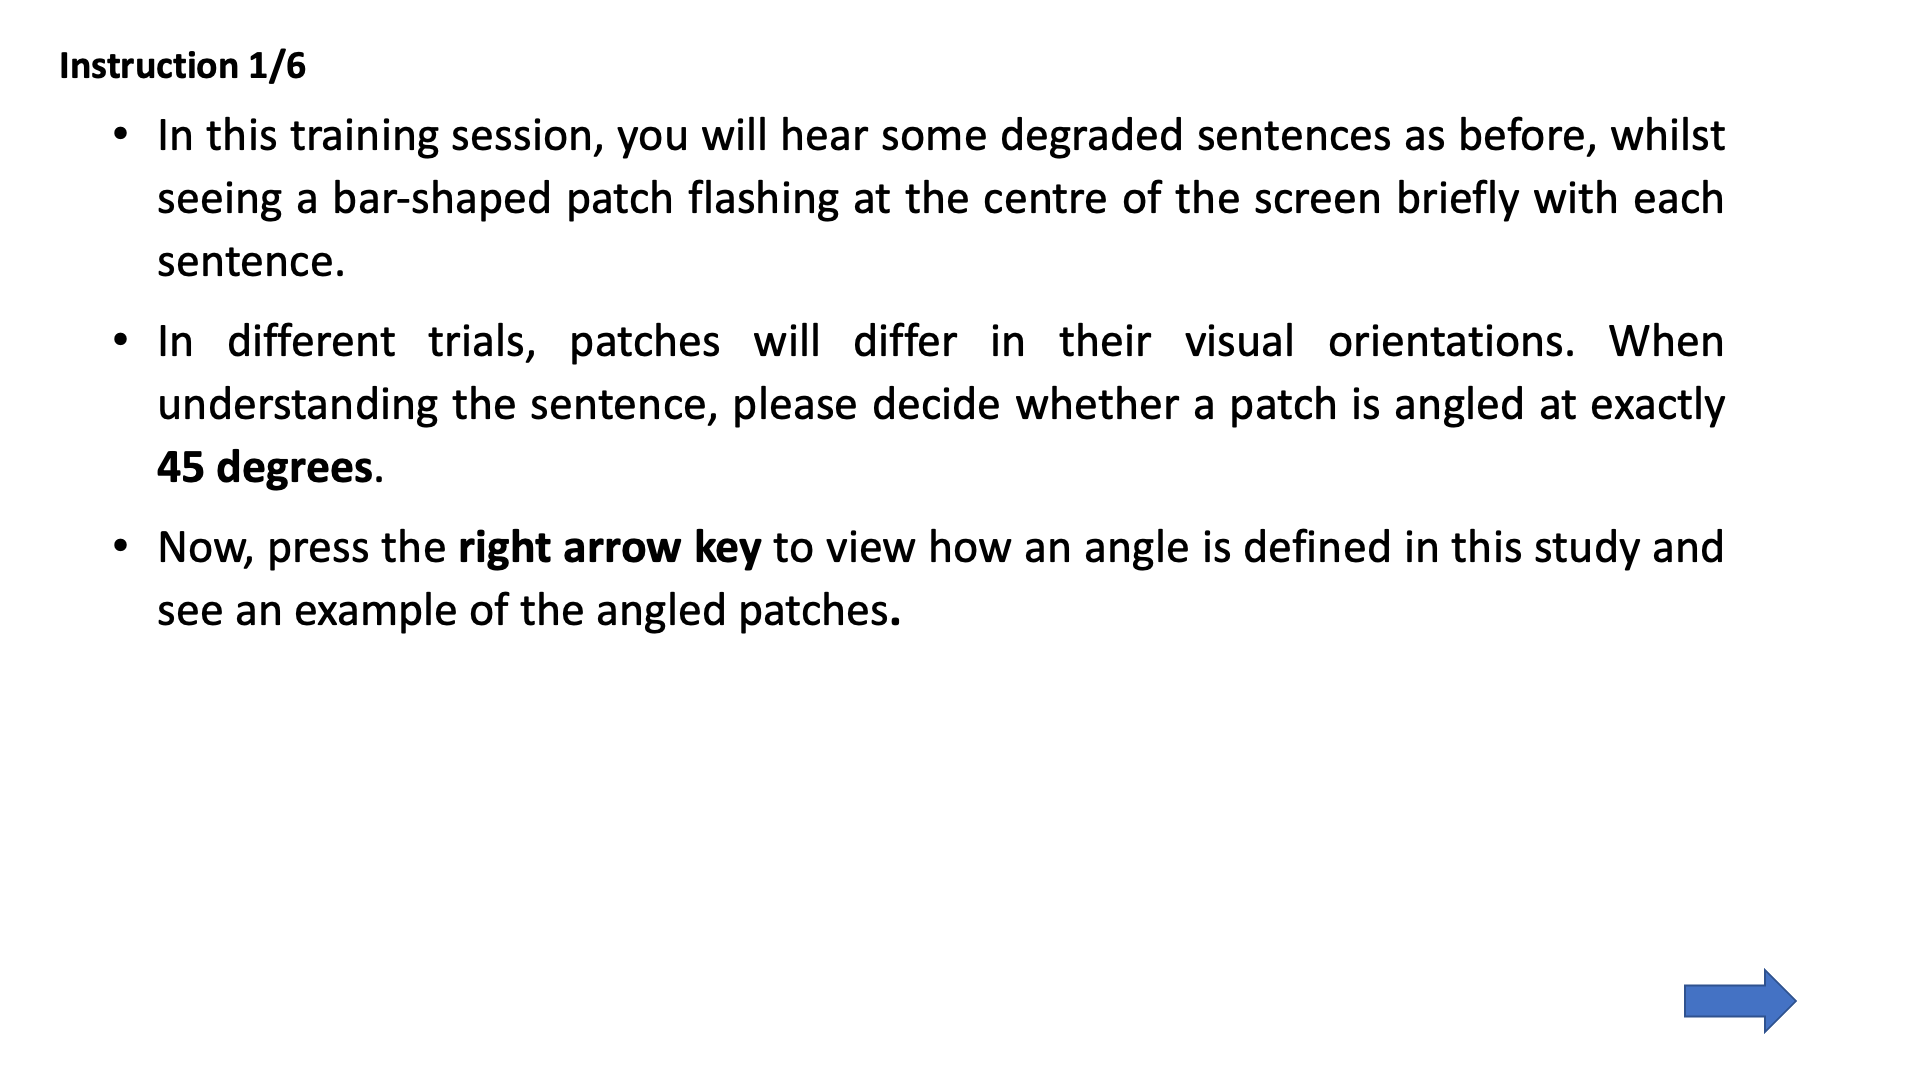 Instruction 1/6
• In this training session, you will hear some degraded sentences as before, whilst
seeing a bar-shaped patch flashing at the centre of the screen briefly with each
sentence.
• In different trials, patches will differ in their visual orientations. When
understanding the sentence, please decide whether a patch is angled at exactly
45 degrees.
• Now, press the right arrow key to view how an angle is defined in this study and
see an example of the angled patches.